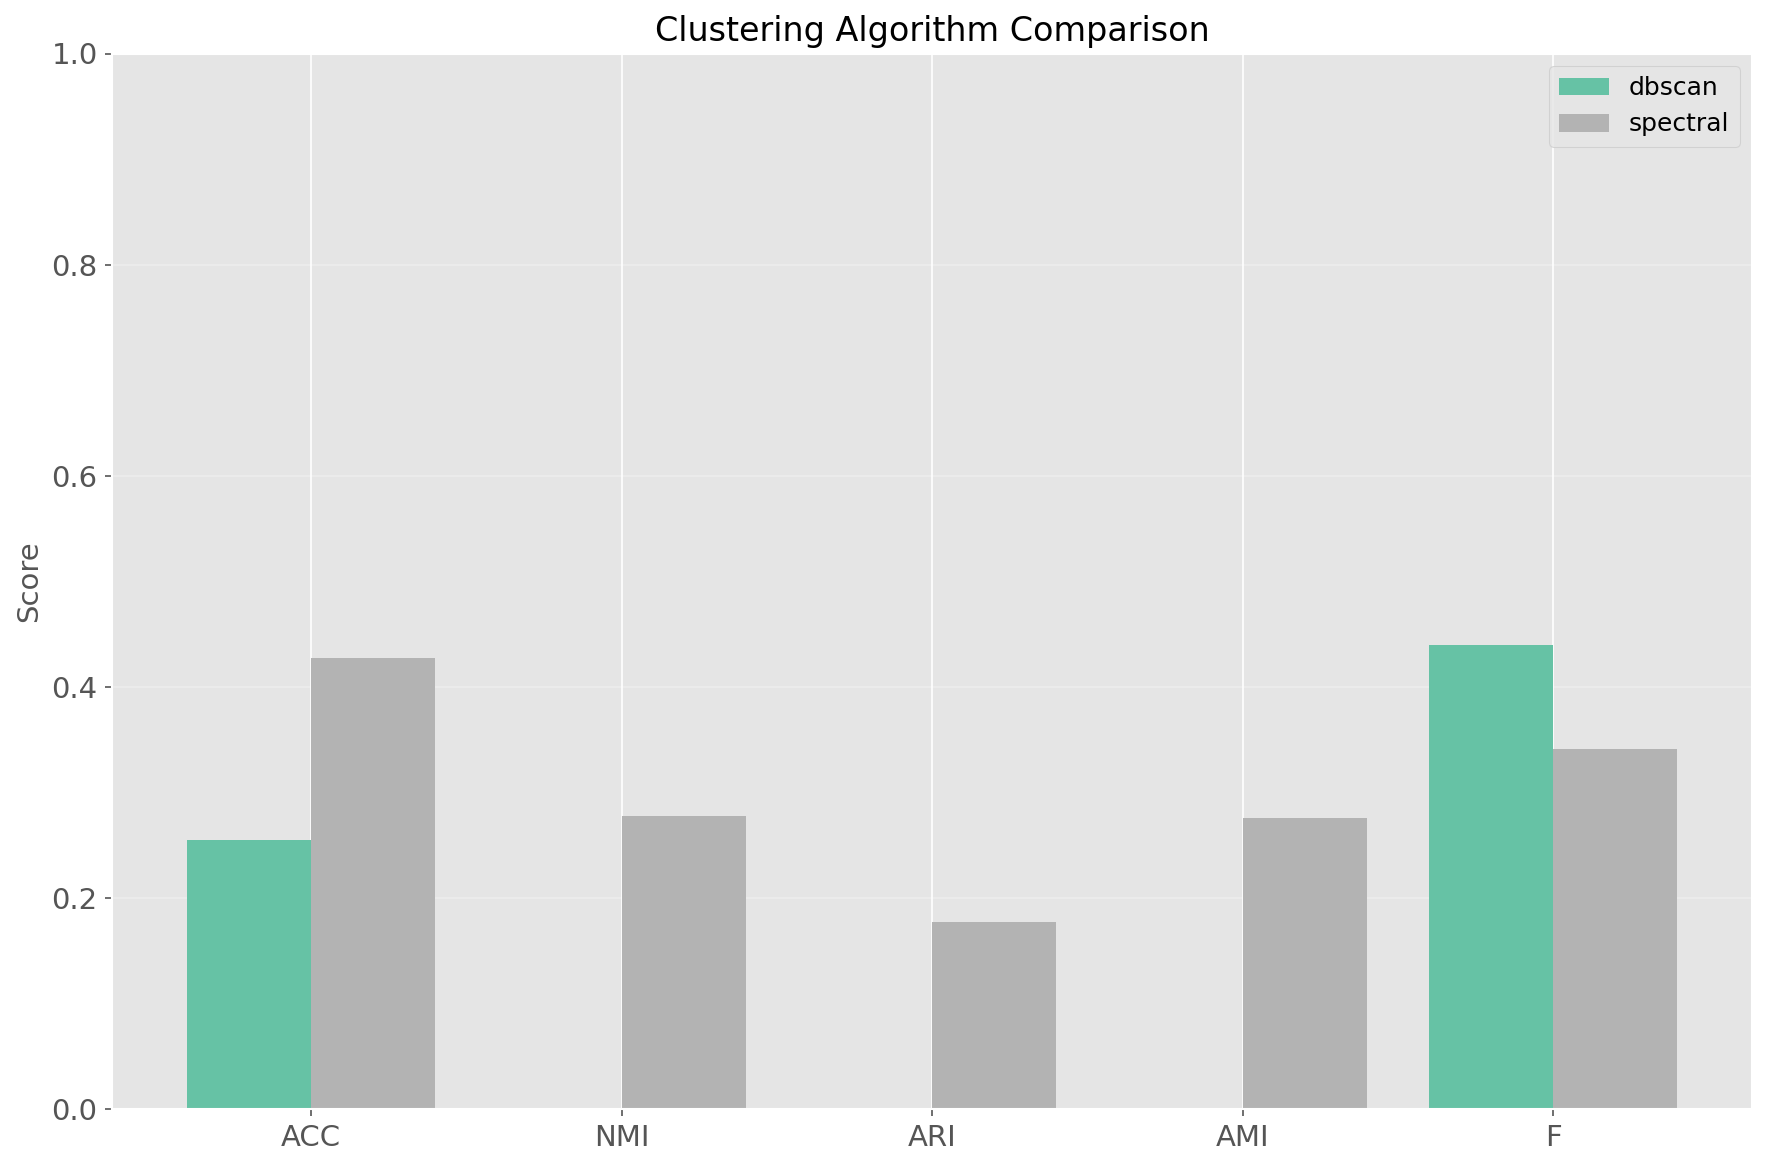 Clustering Algorithm Comparison
1.0
0.8
0.6
0.4
0.2
0.0
Score
dbscan
spectral
ACC NMI ARI AMI F